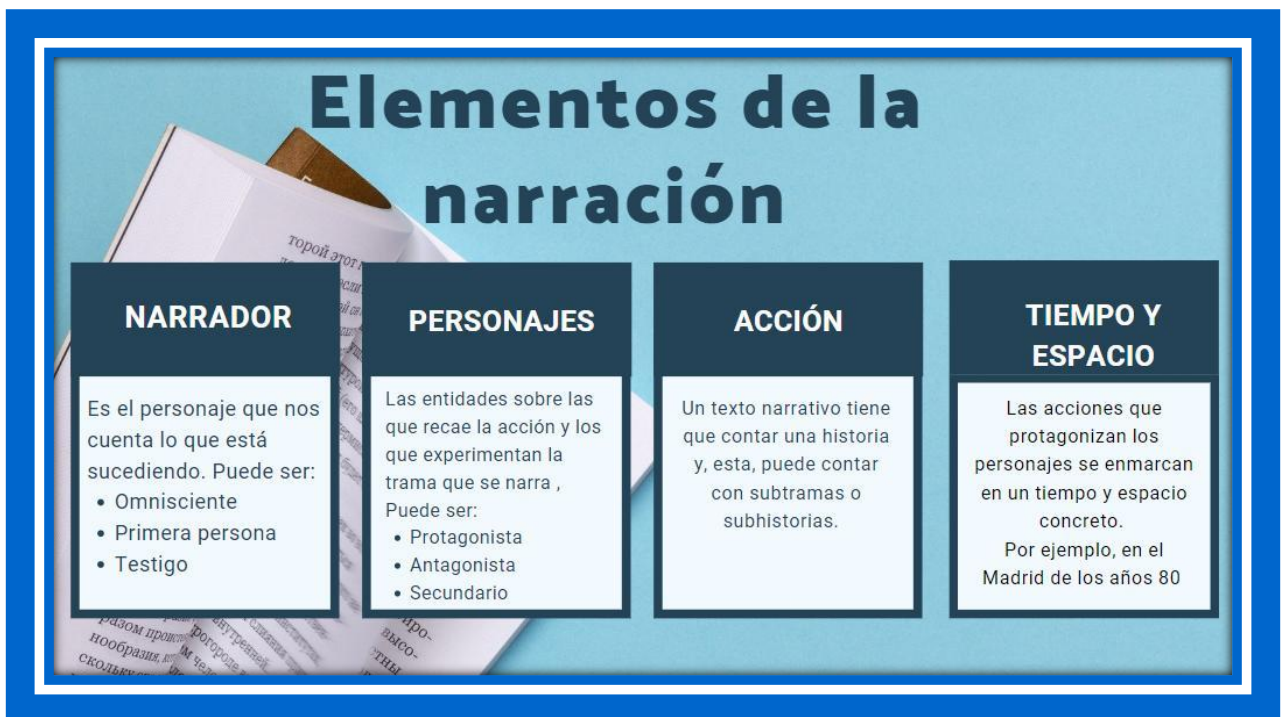 Elementos de la
narración
NARRADOR
Es el personaje que nos
cuenta lo que está
sucediendo. Puede ser:
• Omnisciente
• Primera persona
• Testigo
PERSONAJES
Las entidades sobre las
que recae la acción y los
que experimentan la
trama que se narra ,
Puede ser:
• Protagonista
• Antagonista
• Secundario
ACCIÓN
Un texto narrativo tiene
que contar una historia
y, esta, puede contar
con subtramas o
subhistorias.
TIEMPO Y
ESPACIO
Las acciones que
protagonizan los
personajes se enmarcan
en un tiempo y espacio
concreto.
Por ejemplo, en el
Madrid de los años 80
торой этот
нообразия,